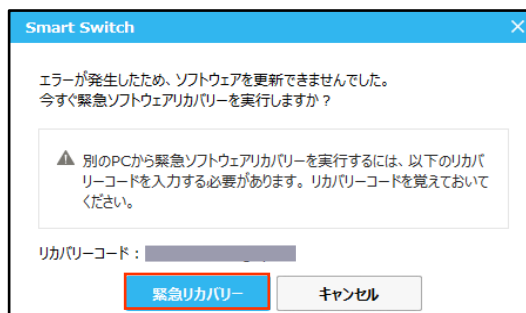 Smart Switch
エラーが発生したため、ソフトウェアを更新できませんでした。
今すぐ緊急ソフトウェアリカバリーを実行しますか？
別のPCから緊急ソフトウェアリカバリーを実行するには、以下のリカバ
リーコードを入力する必要があります。リカバリーコードを覚えておいて
ください。
リカバリーコード：
緊急リカバリー
キャンセル